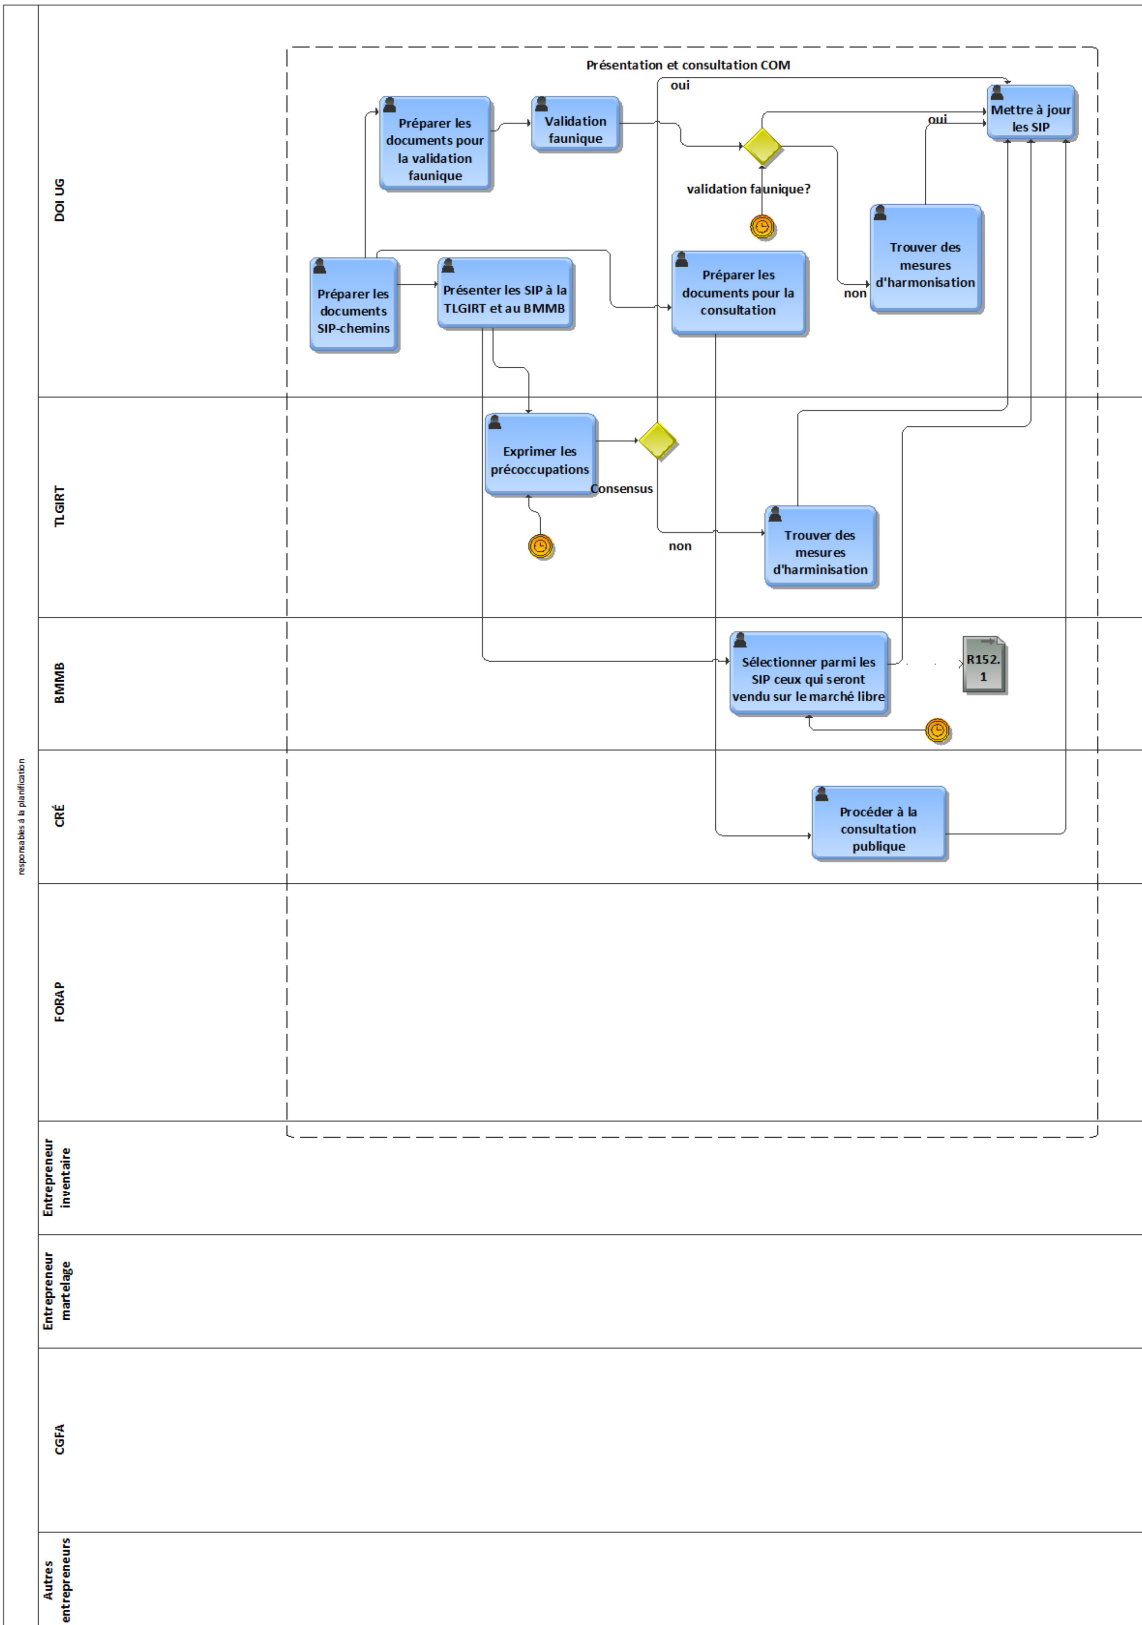 Présentation et consultation COM
oui
Préparer les
documents pour
la validation
faunique
Validation
faunique
Mettre à jour
les SIP
oui
validation faunique?
Trouver des
mesures
d'harmonisation
non
Préparer les
documents
SIP-chemins
Présenter les SIP à la
TLGIRT et au BMMB
Préparer les
documents pour la
consultation
DOI UG
Exprimer les
précoccupations
Consensus
non
Trouver des
mesures
d'harminisation
TLGIRT
Sélectionner parmi les
SIP ceux qui seront
vendu sur le marché libre
R152.
1
BMMB
Procéder à la
consultation
publique
CRÉ
responsables à la planification
FORAP
Entrepreneur
inventaire
Entrepreneur
martelage
CGFA
Autres
entrepreneurs